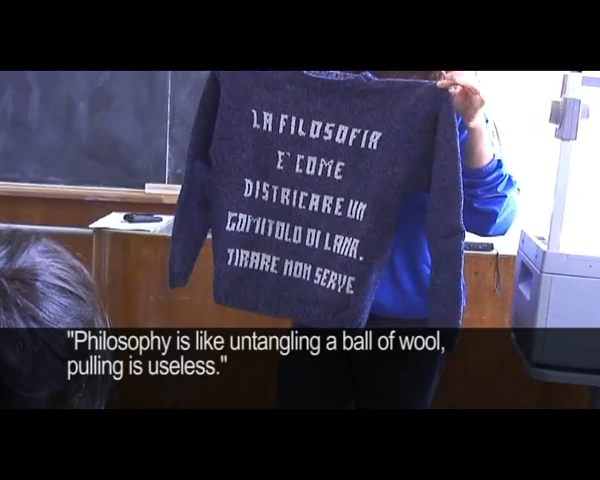 LA FILOSOFIA
E' COME
DISTRICARE UN
GOMITOLO DI LANA.
TIRARE NON SERVE
"Philosophy is like untangling a ball of wool,
pulling is useless."